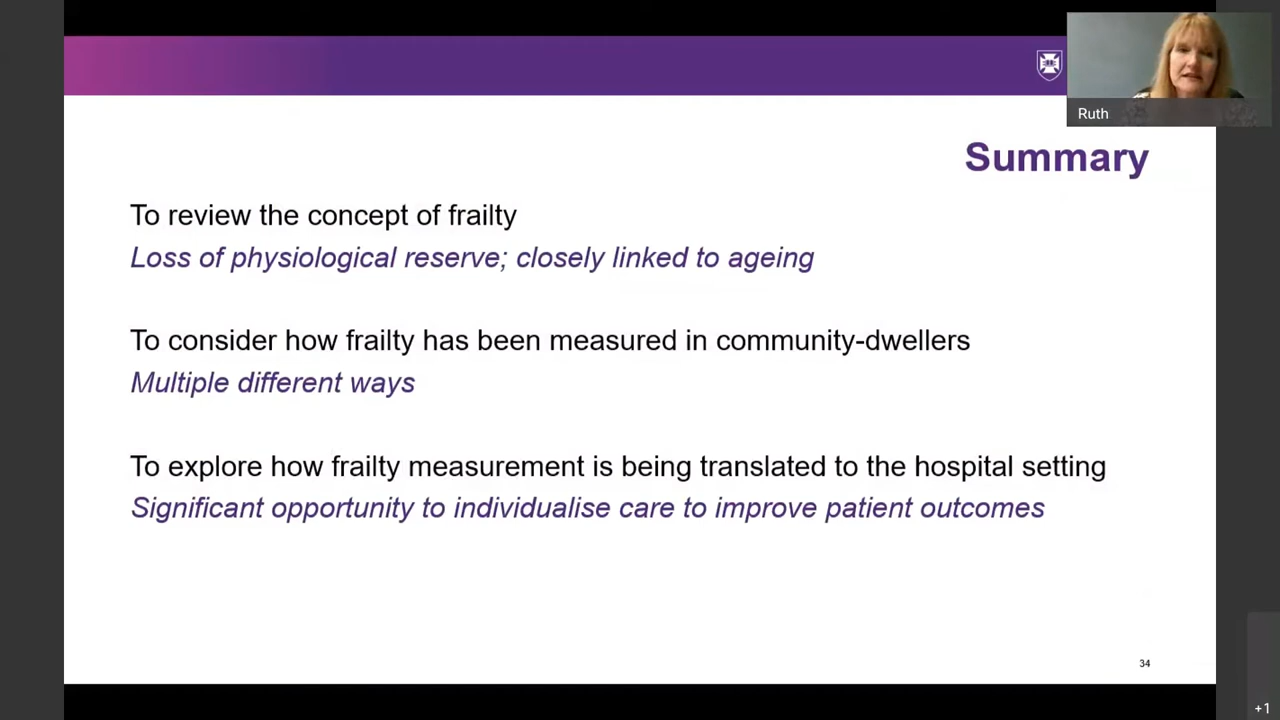 Ruth
Summary
To review the concept of frailty
Loss of physiological reserve; closely linked to ageing
To consider how frailty has been measured in community-dwellers
Multiple different ways
To explore how frailty measurement is being translated to the hospital setting
Significant opportunity to individualise care to improve patient outcomes
34
+1